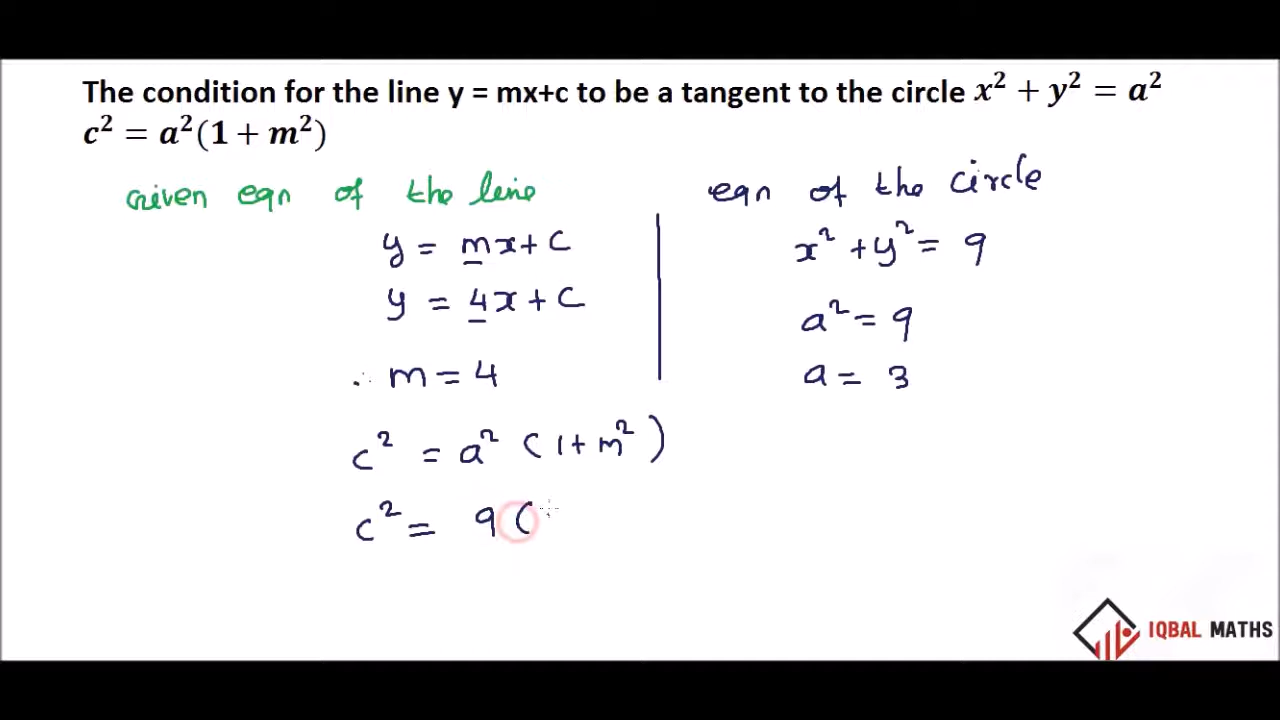 The condition for the line y = mx+c to be a tangent to the circle x² + y² = a²
c² = a²(1 + m²)
Given eqn of the line
y = mx + c
y = 4x + c
∴ m = 4
eqn of the circle
x² + y² = 9
a² = 9
a = 3
c² = a² (1 + m²)
c² = 9 (
IQBAL MATHS